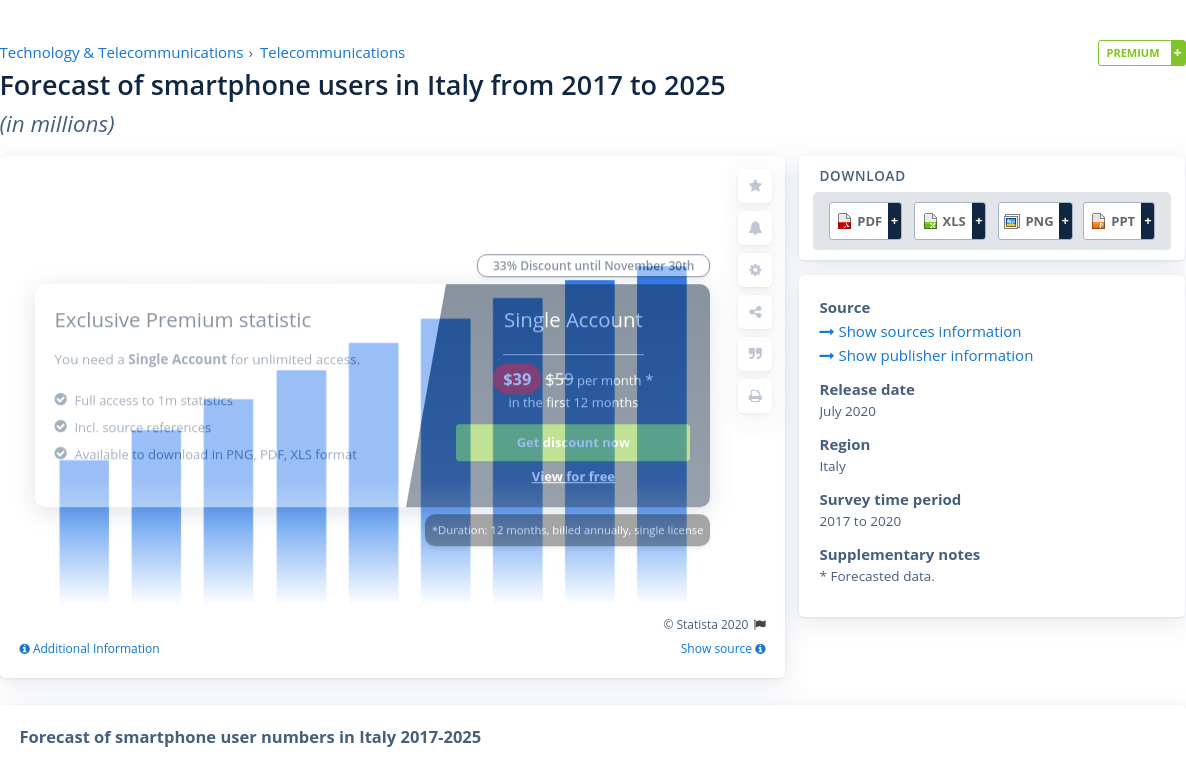 Technology & Telecommunications › Telecommunications
PREMIUM +
Forecast of smartphone users in Italy from 2017 to 2025
(in millions)
DOWNLOAD
PDF + XLS + PNG + PPT +
33% Discount until November 30th
Exclusive Premium statistic
You need a Single Account for unlimited access.
Full access to 1m statistics
Incl. source references
Available to download in PNG, PDF, XLS format
Single Account
$39 $59 per month *
in the first 12 months
Get discount now
View for free
*Duration: 12 months, billed annually, single license
© Statista 2020
Additional Information
Show source
Source
Show sources information
Show publisher information
Release date
July 2020
Region
Italy
Survey time period
2017 to 2020
Supplementary notes
* Forecasted data.
Forecast of smartphone user numbers in Italy 2017-2025